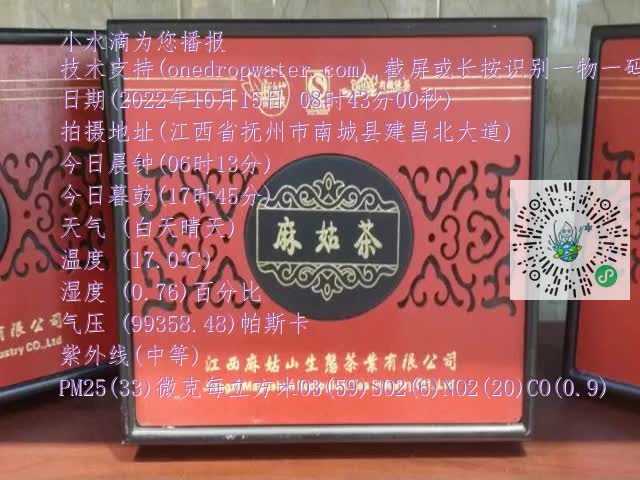 小水滴为您播报
技术支持(onedropwater.com) 截屏或长按识别一物一码
日期(2022年10月15日 08时43分00秒)
拍摄地址(江西省抚州市南城县建昌北大道)
今日晨钟(06时13分)
今日暮鼓(17时45分)
天气 (白天晴天)
温度 (17.0℃)
湿度 (0.76)百分比
气压 (99358.48)帕斯卡
紫外线(中等)
PM25(33)微克每立方米O3(59)SO2(6)NO2(20)CO(0.9)
麻姑茶
江西麻姑山生態茶業有限公司
有限公司
ustry CO.,Ltd